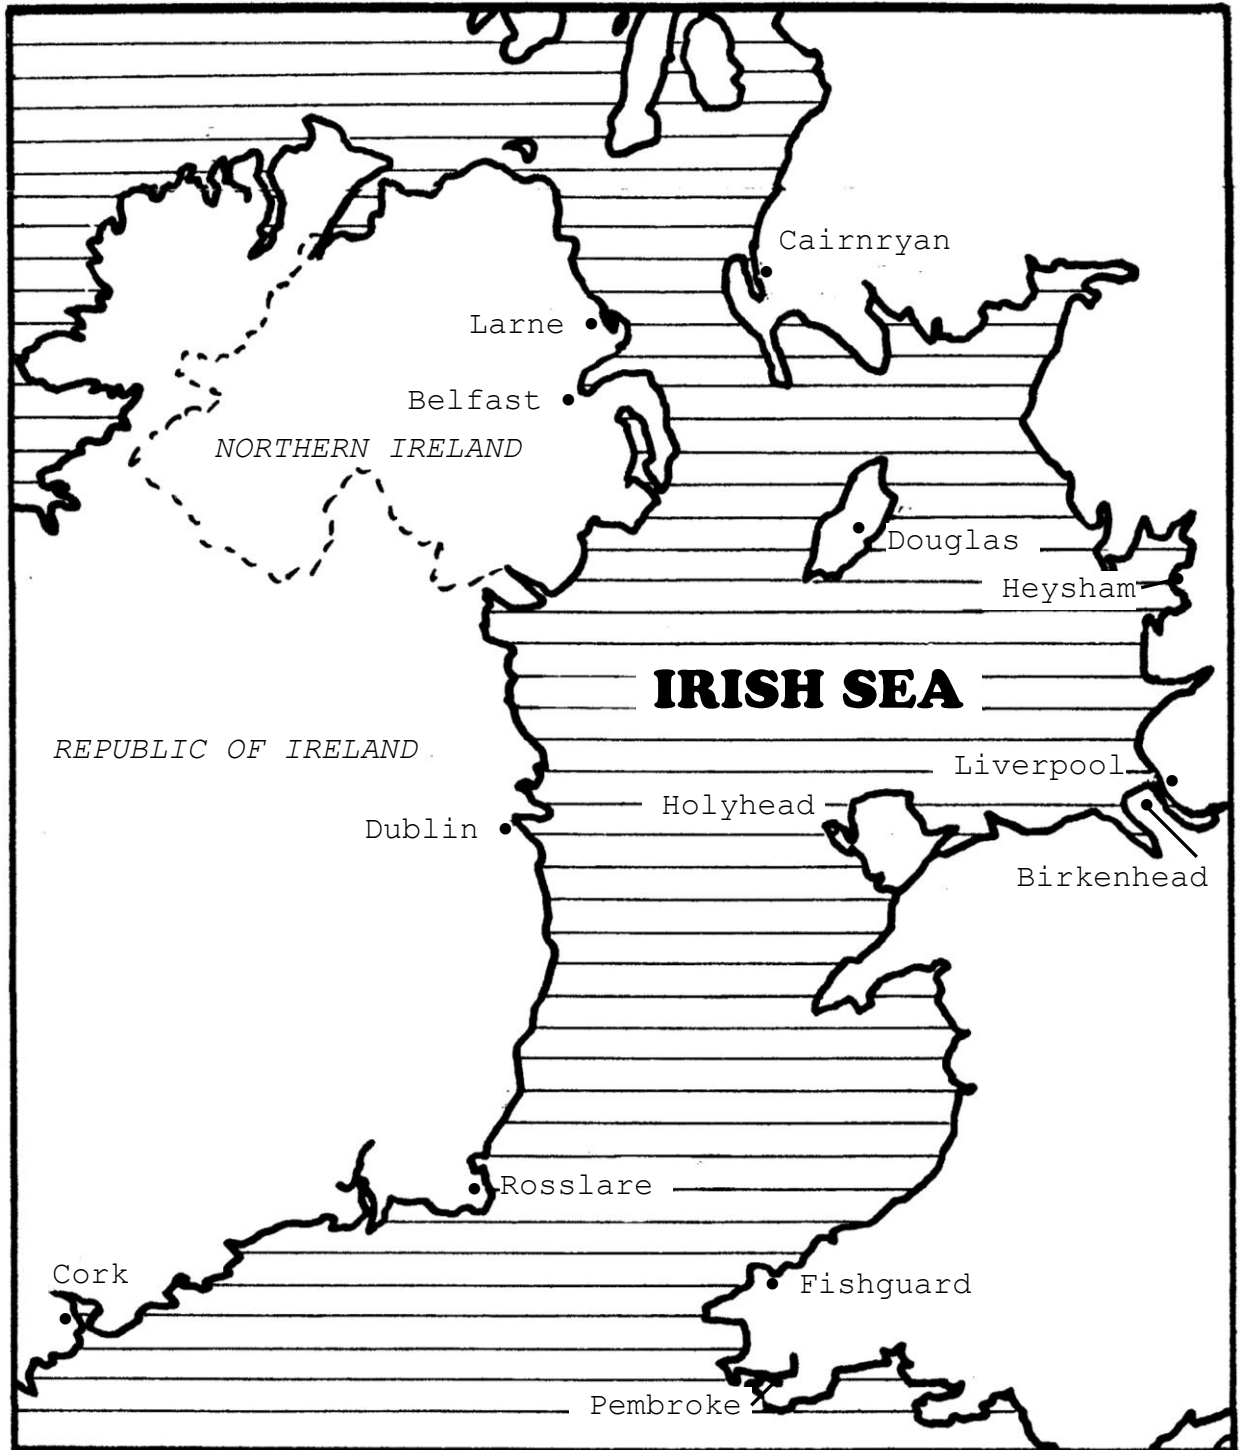 Cairnryan
Larne
Belfast
NORTHERN IRELAND
Douglas
Heysham
IRISH SEA
REPUBLIC OF IRELAND
Liverpool
Holyhead
Dublin
Birkenhead
Rosslare
Cork
Fishguard
Pembroke